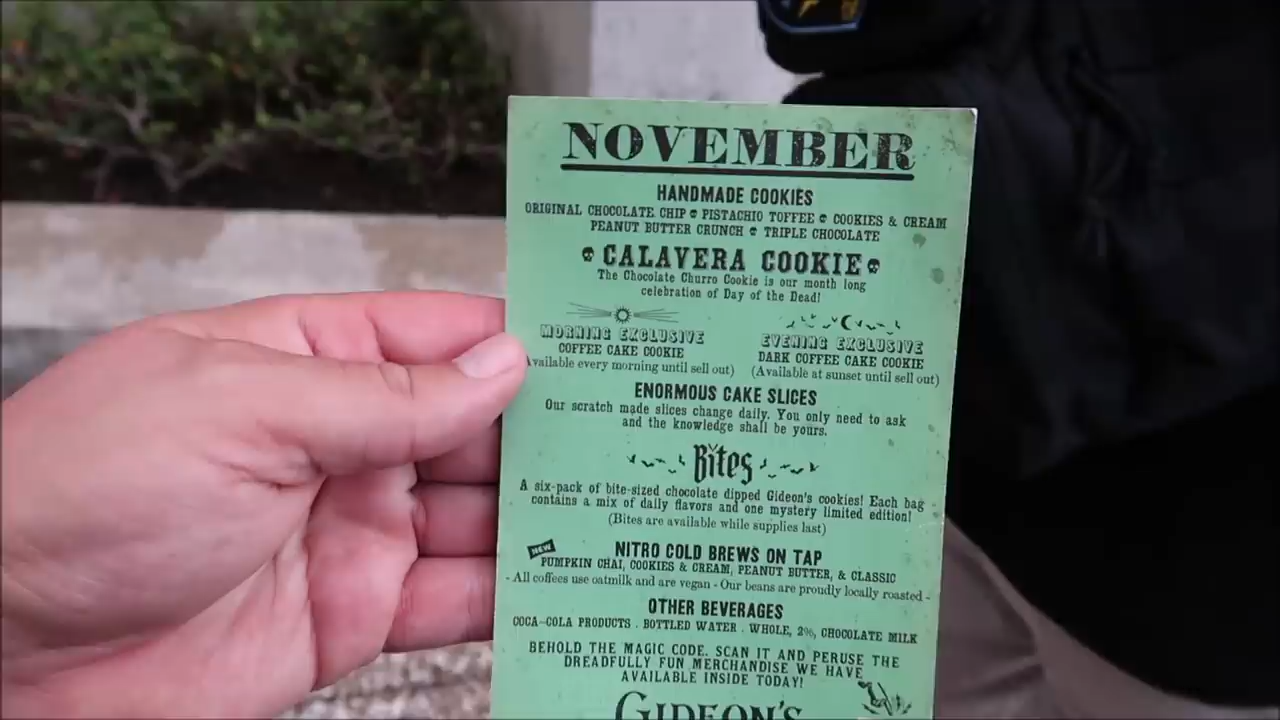 NOVEMBER
HANDMADE COOKIES
ORIGINAL CHOCOLATE CHIP PISTACHIO TOFFEE COOKIES & CREAM
PEANUT BUTTER CRUNCH TRIPLE CHOCOLATE
CALAVERA COOKIE
The Chocolate Churro Cookie is our month long
celebration of Day of the Dead!
MORNING EXCLUSIVE
COFFEE CAKE COOKIE
Available every morning until sell out)
EVENING EXCLUSIVE
DARK COFFEE CAKE COOKIE
(Available at sunset until sell out)
ENORMOUS CAKE SLICES
Our scratch made slices change daily. You only need to ask
and the knowledge shall be yours.
Bites
A six-pack of bite-sized chocolate dipped Gideon's cookies! Each bag
contains a mix of daily flavors and one mystery limited edition!
(Bites are available while supplies last)
NEW
NITRO COLD BREWS ON TAP
PUMPKIN CHAI, COOKIES & CREAM, PEANUT BUTTER, & CLASSIC
- All coffees use oatmilk and are vegan - Our beans are proudly locally roasted -
OTHER BEVERAGES
COCA-COLA PRODUCTS . BOTTLED WATER . WHOLE, 2%, CHOCOLATE MILK
BEHOLD THE MAGIC CODE. SCAN IT AND PERUSE THE
DREADFULLY FUN MERCHANDISE WE HAVE
AVAILABLE INSIDE TODAY!
GIDEON'S